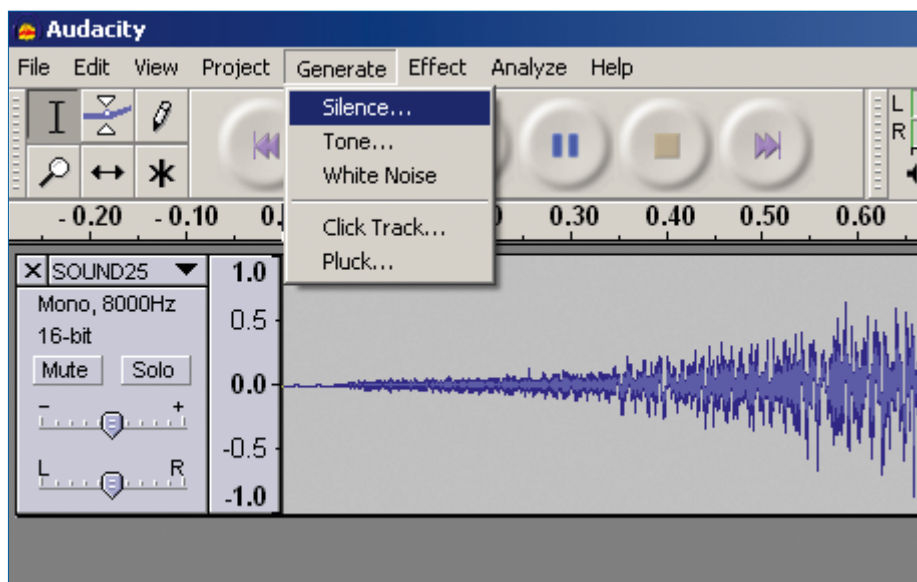 Audacity
File Edit View Project Generate Effect Analyze Help
Silence...
Tone...
White Noise
Click Track...
Pluck...
L
R
- 0.20 - 0.10 0.30 0.40 0.50 0.60
X SOUND25
Mono, 8000Hz
16-bit
Mute Solo
- +
L R
1.0
0.5
0.0
-0.5
-1.0